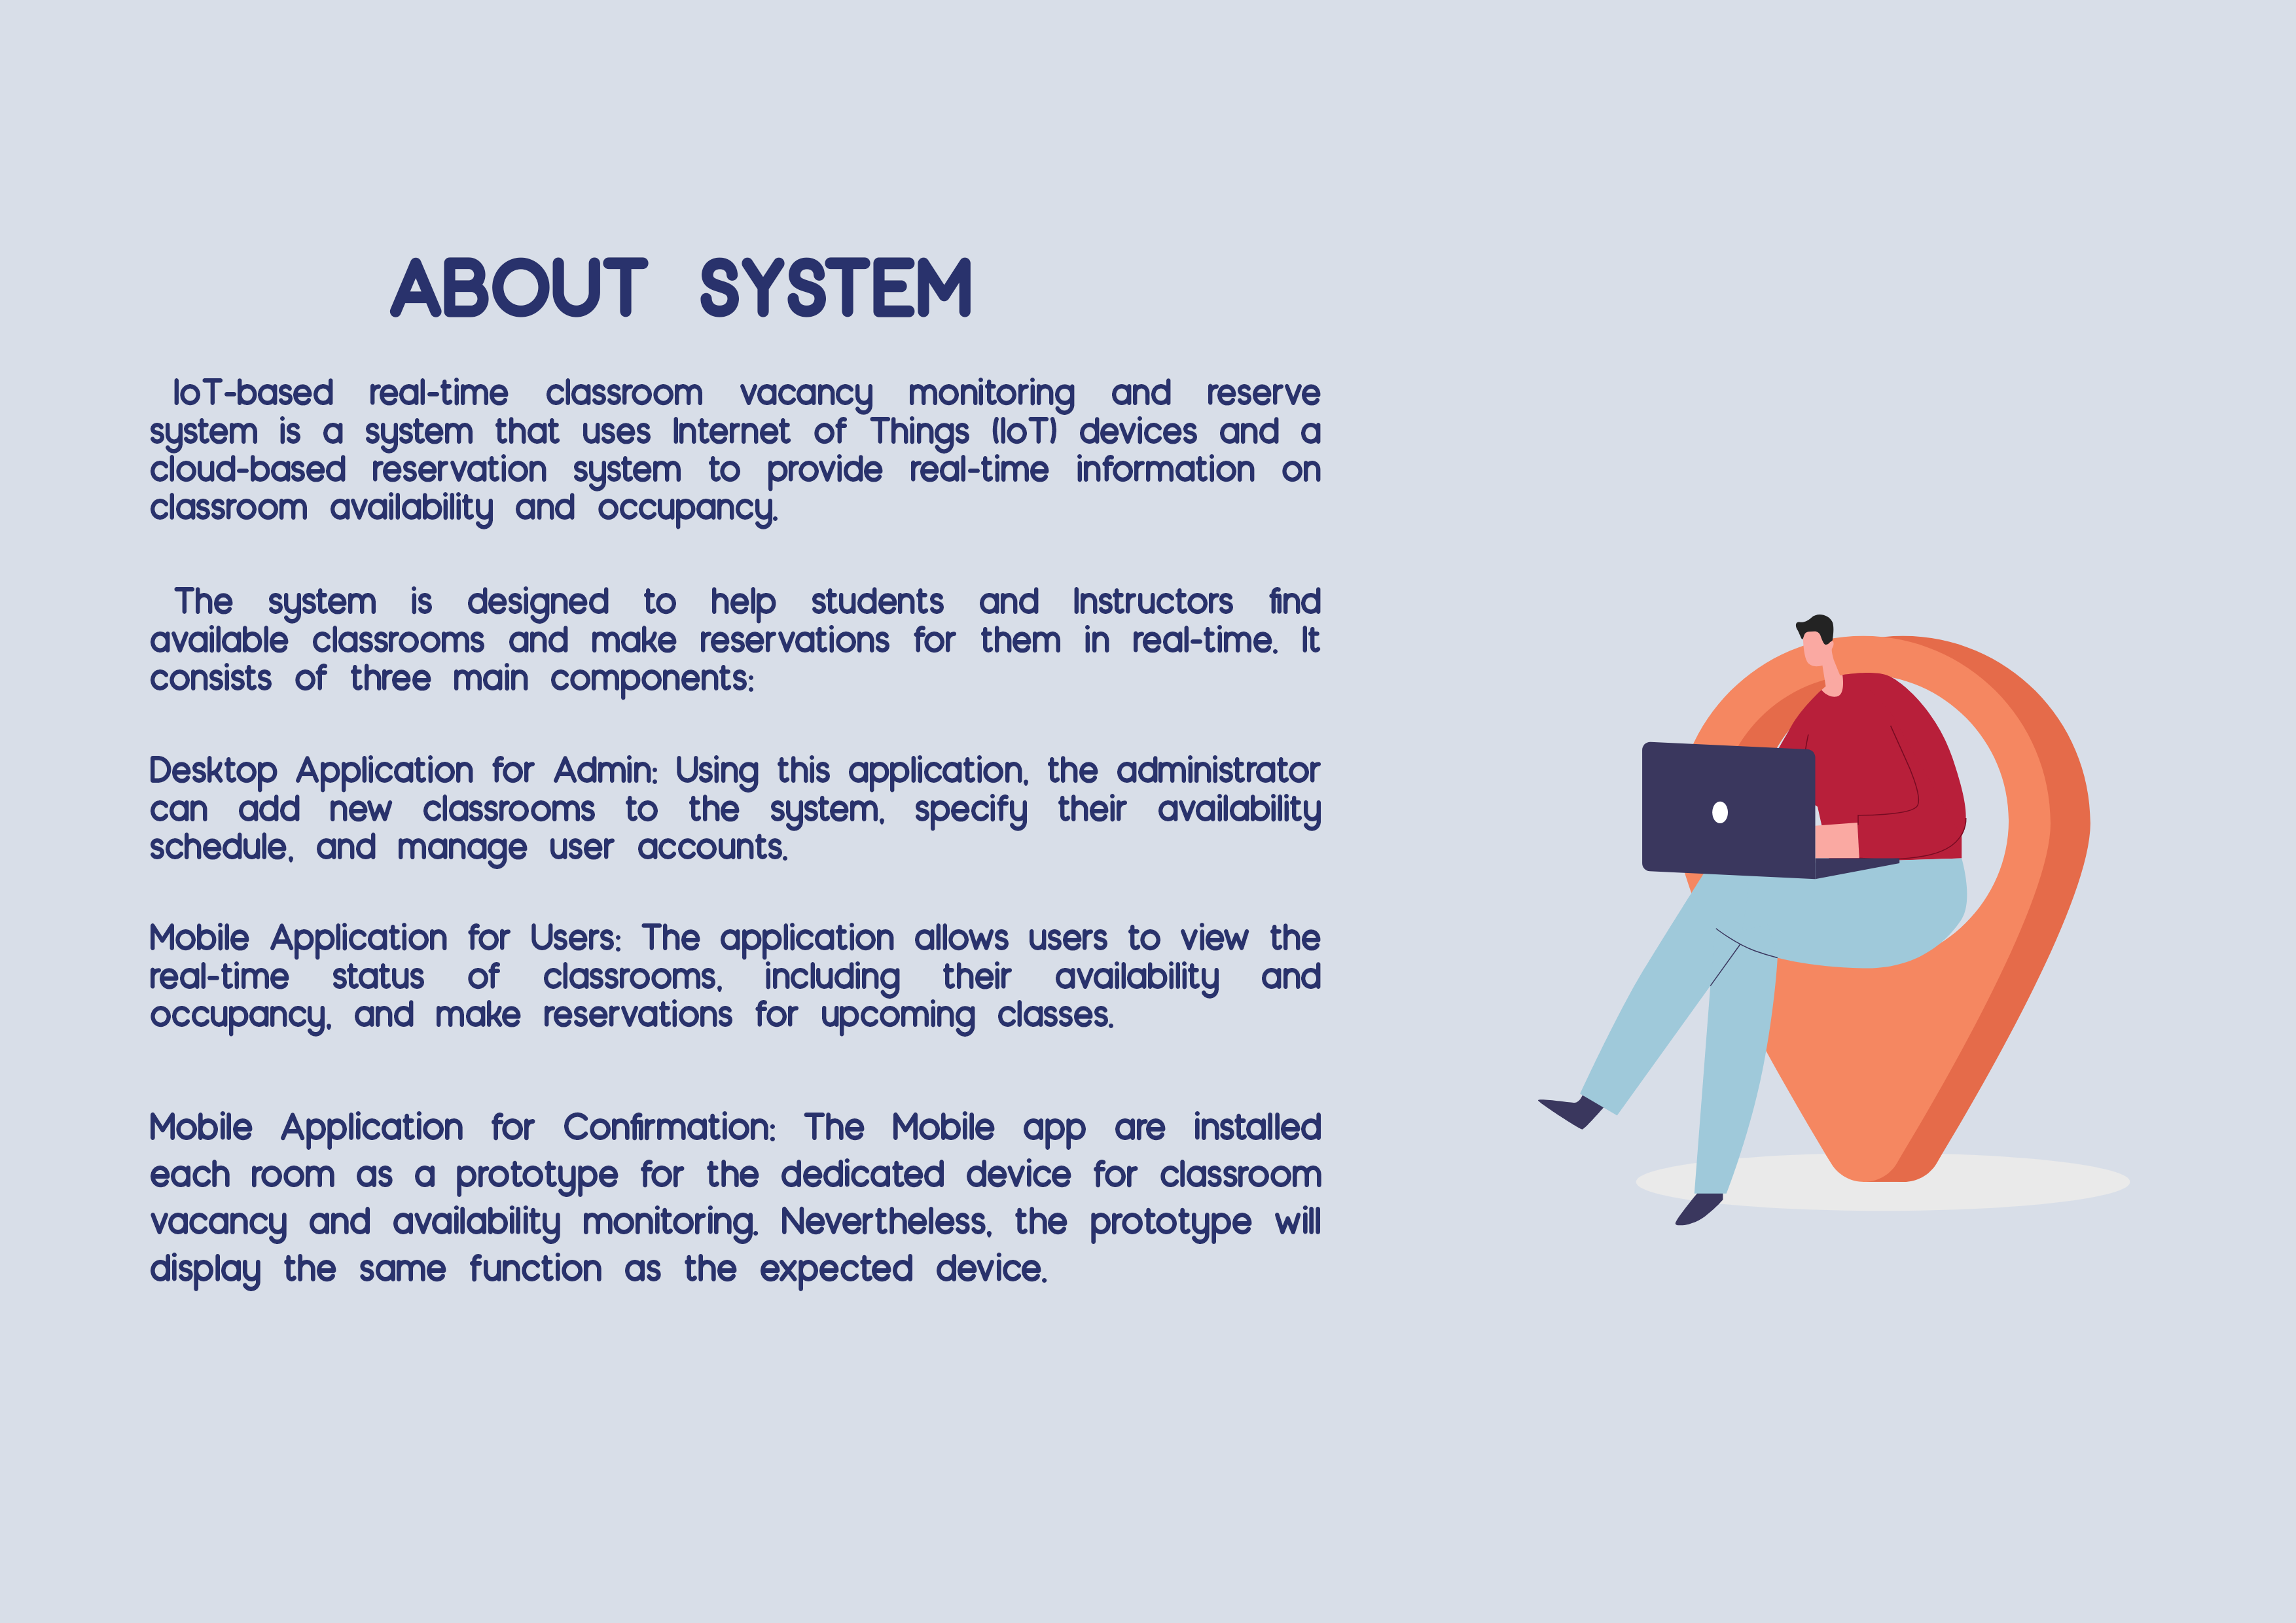 ABOUT SYSTEM
IoT-based real-time classroom vacancy monitoring and reserve
system is a system that uses Internet of Things (IoT) devices and a
cloud-based reservation system to provide real-time information on
classroom availability and occupancy.
The system is designed to help students and Instructors find
available classrooms and make reservations for them in real-time. It
consists of three main components:
Desktop Application for Admin: Using this application, the administrator
can add new classrooms to the system, specify their availability
schedule, and manage user accounts.
Mobile Application for Users: The application allows users to view the
real-time status of classrooms, including their availability and
occupancy, and make reservations for upcoming classes.
Mobile Application for Confirmation: The Mobile app are installed
each room as a prototype for the dedicated device for classroom
vacancy and availability monitoring. Nevertheless, the prototype will
display the same function as the expected device.